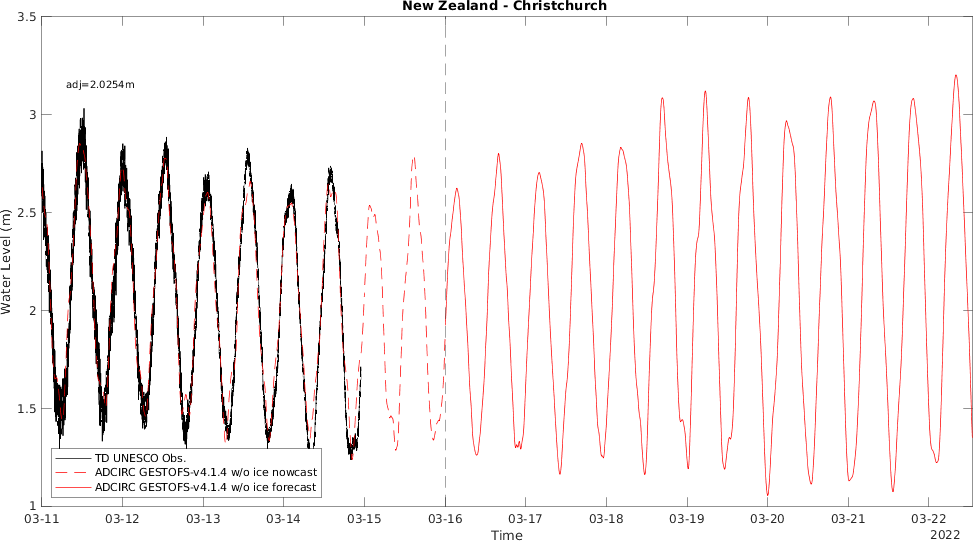 New Zealand - Christchurch
3.5
adj=2.0254m
3
2.5
Water Level (m)
2
1.5
TD UNESCO Obs.
ADCIRC GESTOFS-v4.1.4 w/o ice nowcast
ADCIRC GESTOFS-v4.1.4 w/o ice forecast
1
03-11 03-12 03-13 03-14 03-15 03-16 03-17 03-18 03-19 03-20 03-21 03-22
Time 2022